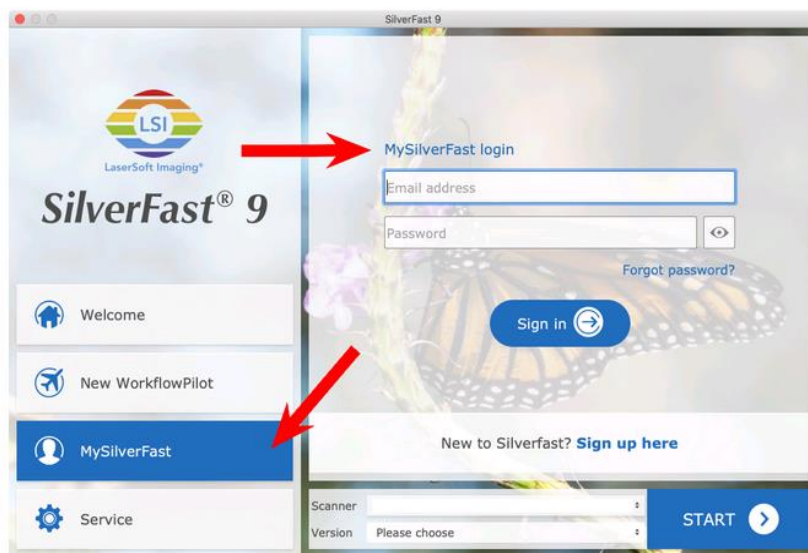 SilverFast 9
LSI
LaserSoft Imaging®
SilverFast® 9
Welcome
New WorkflowPilot
MySilverFast
Service
MySilverFast login
Email address
Password
Forgot password?
Sign in
New to Silverfast? Sign up here
Scanner
Version Please choose
START